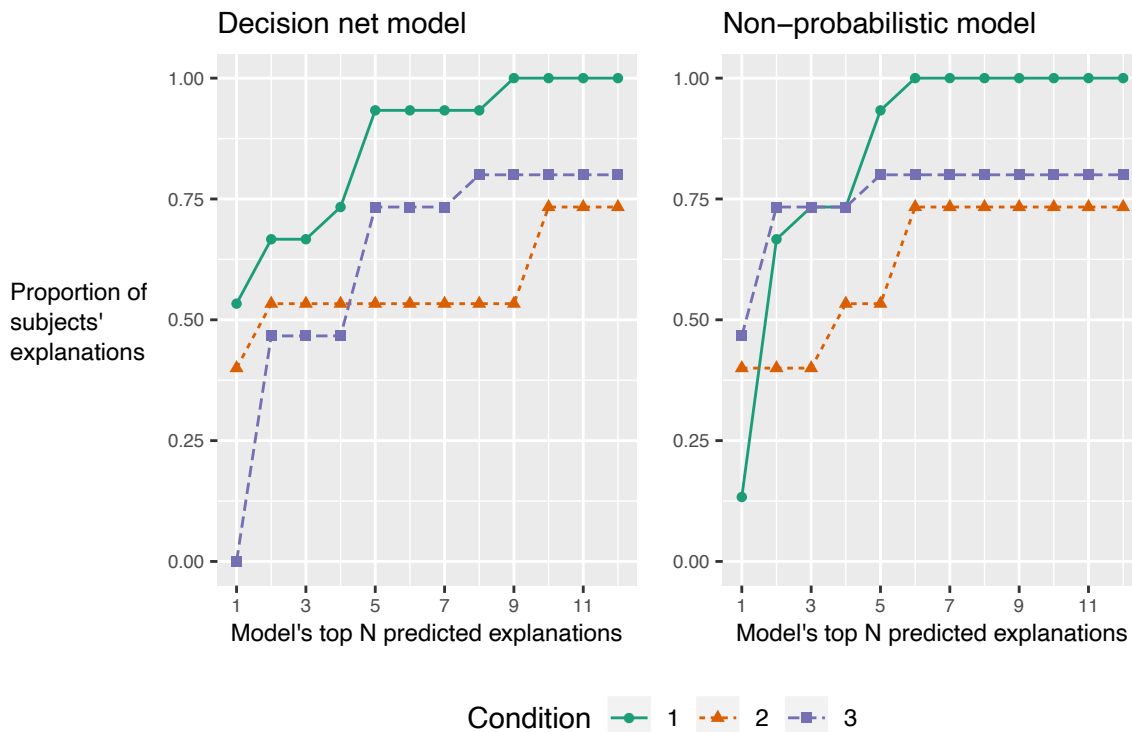 Decision net model
Non−probabilistic model
Proportion of
subjects'
explanations
1.00
0.75
0.50
0.25
0.00
1 3 5 7 9 11
Model's top N predicted explanations
1.00
0.75
0.50
0.25
0.00
1 3 5 7 9 11
Model's top N predicted explanations
Condition 1 2 3